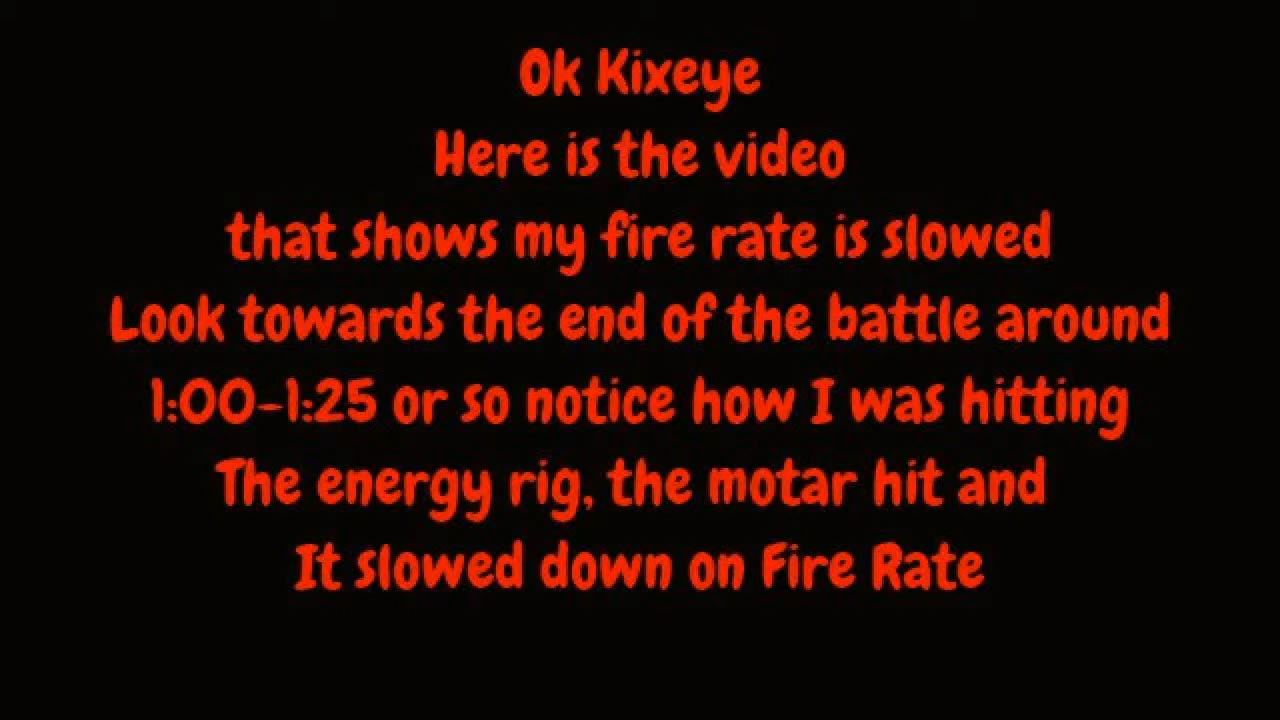 Ok Kixeye
Here is the video
that shows my fire rate is slowed
Look towards the end of the battle around
1:00-1:25 or so notice how I was hitting
The energy rig, the motar hit and
It slowed down on Fire Rate